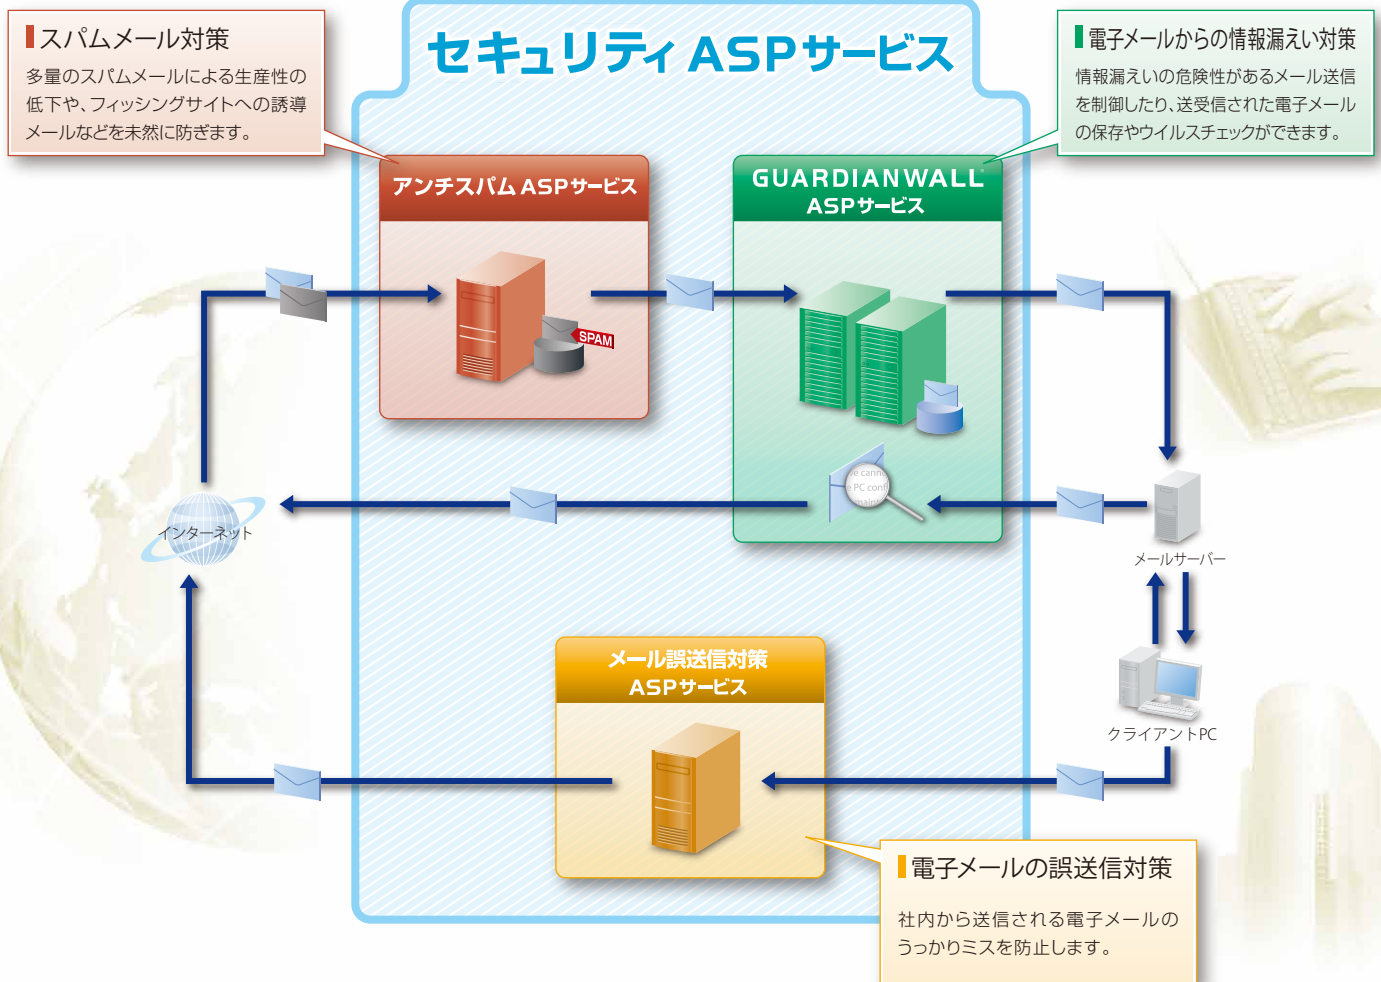 セキュリティ ASPサービス
スパムメール対策
多量のスパムメールによる生産性の
低下や、フィッシングサイトへの誘導
メールなどを未然に防ぎます。
電子メールからの情報漏えい対策
情報漏えいの危険性があるメール送信
を制御したり、送受信された電子メール
の保存やウイルスチェックができます。
アンチスパム ASPサービス
GUARDIANWALL
ASPサービス
SPAM
ve canno
e PC conf
インターネット
メールサーバー
メール誤送信対策
ASPサービス
クライアントPC
電子メールの誤送信対策
社内から送信される電子メールの
うっかりミスを防止します。